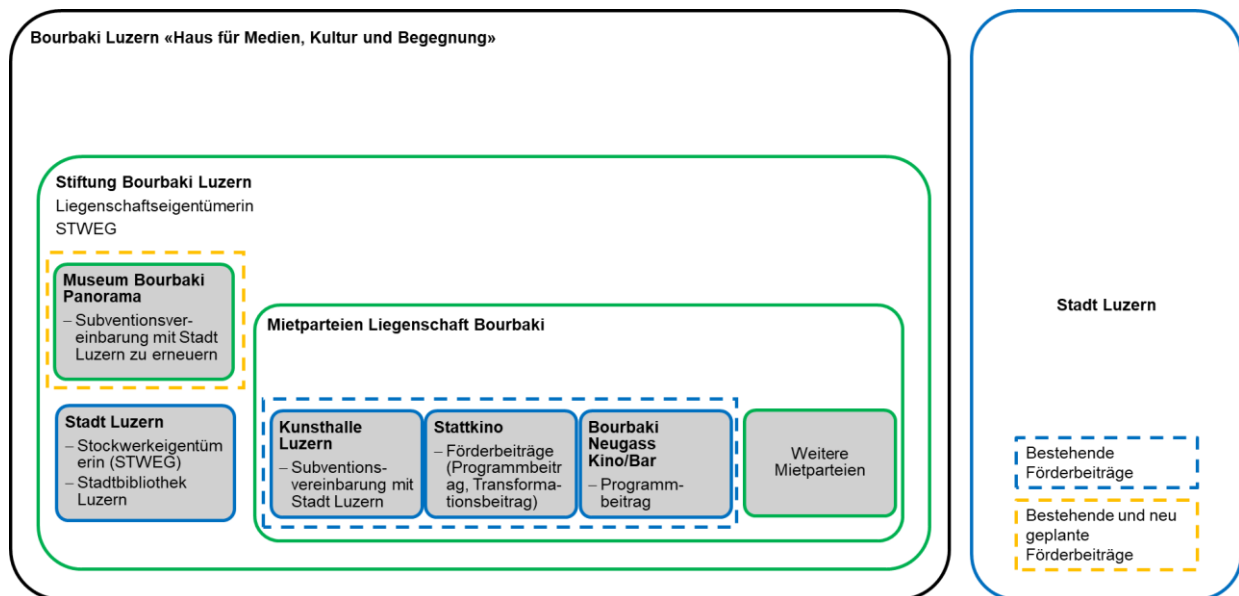 Bourbaki Luzern «Haus für Medien, Kultur und Begegnung»
Stiftung Bourbaki Luzern
Liegenschaftseigentümerin
STWEG
Museum Bourbaki
Panorama
– Subventionsver-
einbarung mit Stadt
Luzern zu erneuern
Stadt Luzern
– Stockwerkeigentüm
erin (STWEG)
– Stadtbibliothek
Luzern
Mietparteien Liegenschaft Bourbaki
Kunsthalle
Luzern
– Subventions-
vereinbarung mit
Stadt Luzern
Stattkino
– Förderbeiträge
(Programmbeitr
ag, Transforma-
tionsbeitrag)
Bourbaki
Neugass
Kino/Bar
– Programm-
beitrag
Weitere
Mietparteien
Stadt Luzern
Bestehende
Förderbeiträge
Bestehende und neu
geplante
Förderbeiträge